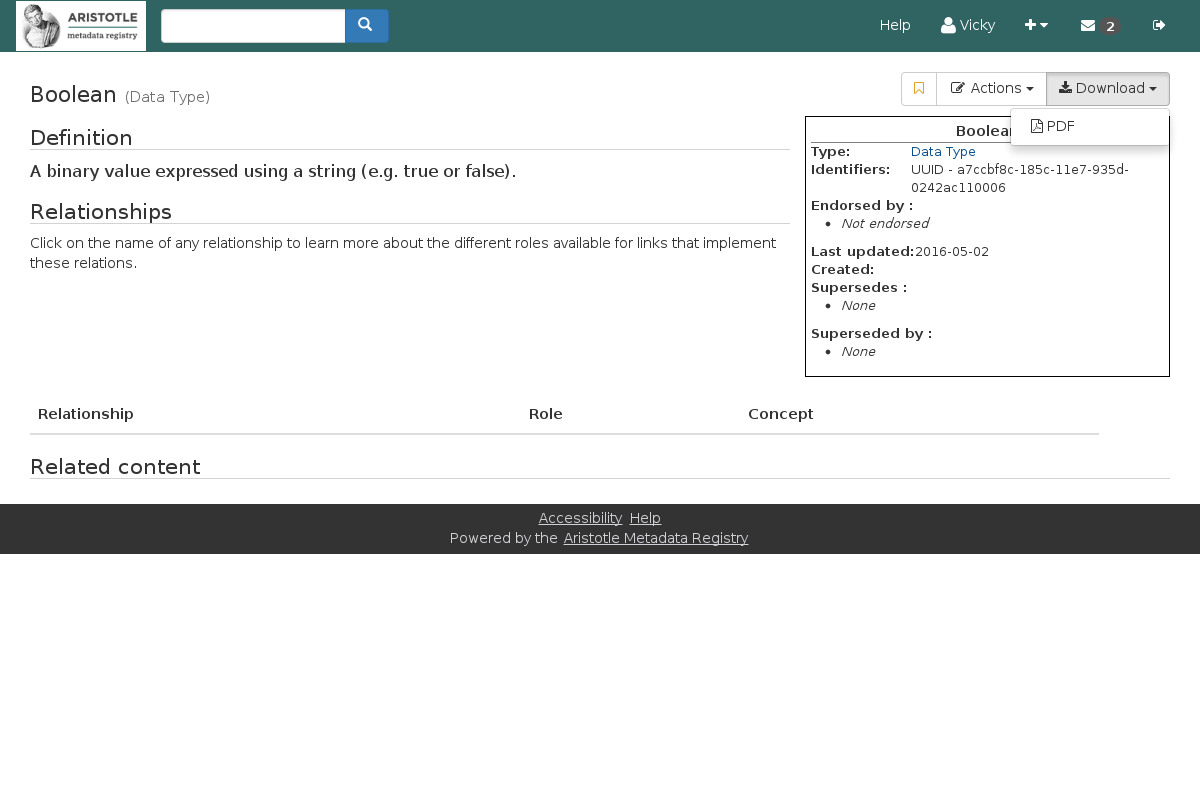 ARISTOTLE
metadata registry
Help
Vicky
2
Boolean (Data Type)
Actions
Download
PDF
Definition
A binary value expressed using a string (e.g. true or false).
Relationships
Click on the name of any relationship to learn more about the different roles available for links that implement
these relations.
Type: Data Type
Identifiers: UUID - a7ccbf8c-185c-11e7-935d-
0242ac110006
Endorsed by :
Not endorsed
Last updated:2016-05-02
Created:
Supersedes :
None
Superseded by :
None
Relationship Role Concept
Related content
Accessibility Help
Powered by the Aristotle Metadata Registry